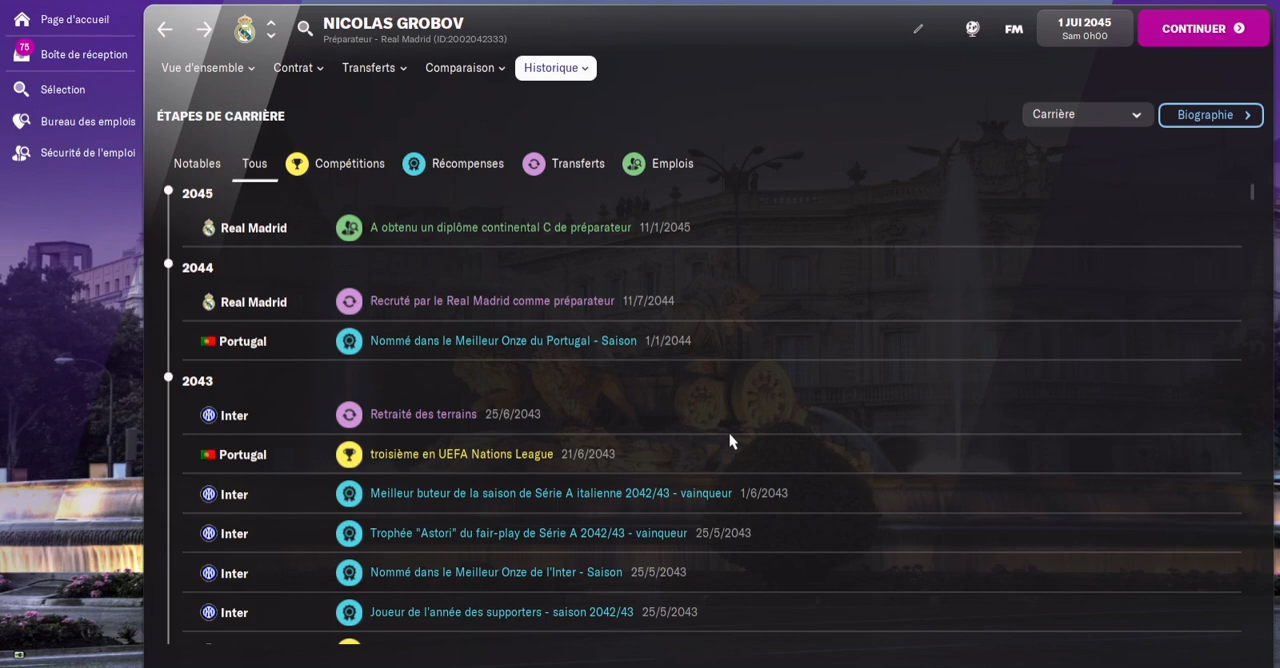 Page d'accueil
75
Boîte de réception
Sélection
Bureau des emplois
Sécurité de l'emploi
NICOLAS GROBOV
Préparateur - Real Madrid (ID:2002042333)
FM
1 JUI 2045
Sam 0h00
CONTINUER
Vue d'ensemble
Contrat
Transferts
Comparaison
Historique
ÉTAPES DE CARRIÈRE
Carrière
Biographie
Notables
Tous
Compétitions
Récompenses
Transferts
Emplois
2045
Real Madrid A obtenu un diplôme continental C de préparateur 11/1/2045
2044
Real Madrid Recruté par le Real Madrid comme préparateur 11/7/2044
Portugal Nommé dans le Meilleur Onze du Portugal - Saison 1/1/2044
2043
Inter Retraité des terrains 25/6/2043
Portugal troisième en UEFA Nations League 21/6/2043
Inter Meilleur buteur de la saison de Série A italienne 2042/43 - vainqueur 1/6/2043
Inter Trophée "Astori" du fair-play de Série A 2042/43 - vainqueur 25/5/2043
Inter Nommé dans le Meilleur Onze de l'Inter - Saison 25/5/2043
Inter Joueur de l'année des supporters - saison 2042/43 25/5/2043